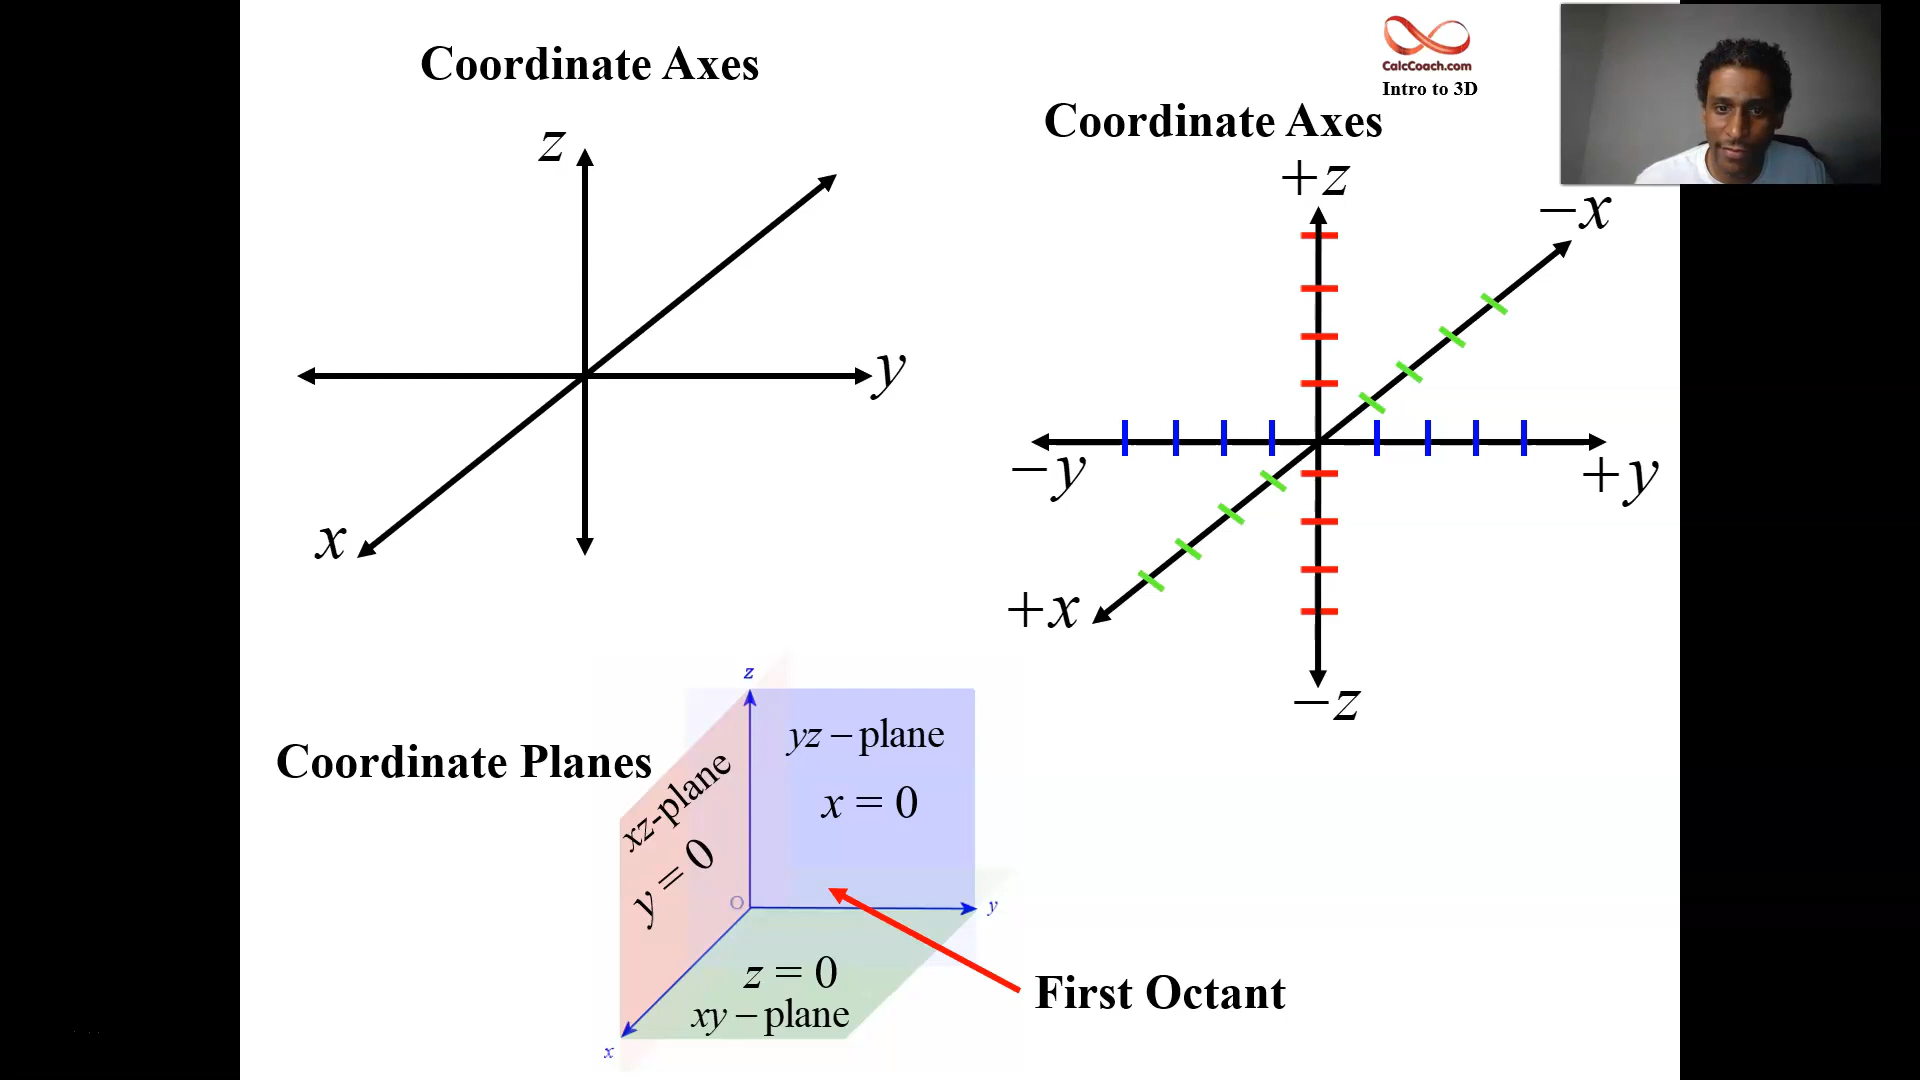 Coordinate Axes
z
y
x
CalcCoach.com
Intro to 3D
Coordinate Axes
+z
−x
−y
+y
+x
−z
Coordinate Planes
z
yz − plane
x = 0
xz-plane
y = 0
O
y
z = 0
xy − plane
x
First Octant